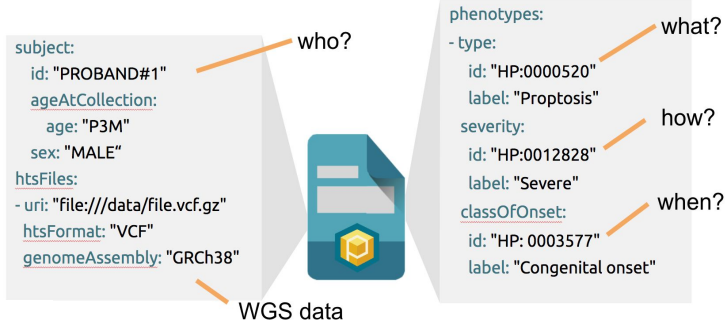 subject:
id: "PROBAND#1"
ageAtCollection:
age: "P3M"
sex: "MALE“
htsFiles:
- uri: "file:///data/file.vcf.gz"
htsFormat: "VCF"
genomeAssembly: "GRCh38"
who?
WGS data
phenotypes:
- type:
id: "HP:0000520"
label: "Proptosis"
severity:
id: "HP:0012828"
label: "Severe"
classOfOnset:
id: "HP: 0003577"
label: "Congenital onset"
what?
how?
when?